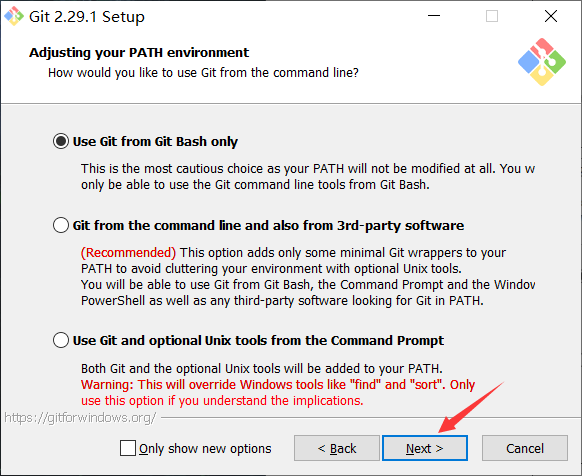 Git 2.29.1 Setup
Adjusting your PATH environment
How would you like to use Git from the command line?
Use Git from Git Bash only
This is the most cautious choice as your PATH will not be modified at all. You w
only be able to use the Git command line tools from Git Bash.
Git from the command line and also from 3rd-party software
(Recommended) This option adds only some minimal Git wrappers to your
PATH to avoid cluttering your environment with optional Unix tools.
You will be able to use Git from Git Bash, the Command Prompt and the Window
PowerShell as well as any third-party software looking for Git in PATH.
Use Git and optional Unix tools from the Command Prompt
Both Git and the optional Unix tools will be added to your PATH.
Warning: This will override Windows tools like "find" and "sort". Only
use this option if you understand the implications.
https://gitforwindows.org/
Only show new options
< Back
Next >
Cancel